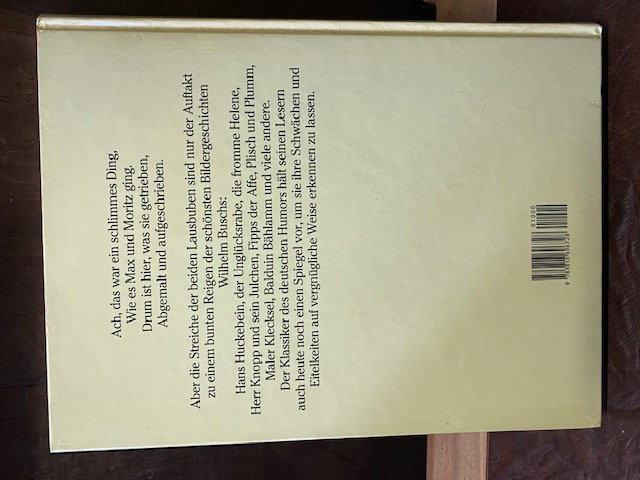 Ach, das war ein schlimmes Ding,
Wie es Max und Moritz ging.
Drum ist hier, was sie getrieben,
Abgemalt und aufgeschrieben.
Aber die Streiche der beiden Lausbuben sind nur der Auftakt
zu einem bunten Reigen der schönsten Bildergeschichten
Wilhelm Buschs:
Hans Huckebein, der Unglücksrabe, die fromme Helene,
Herr Knopp und sein Julchen, Fipps der Affe, Plisch und Plumm,
Maler Klecksel, Balduin Bählamm und viele andere.
Der Klassiker des deutschen Humors hält seinen Lesern
auch heute noch einen Spiegel vor, um sie ihre Schwächen und
Eitelkeiten auf vergnügliche Weise erkennen zu lassen.
01000